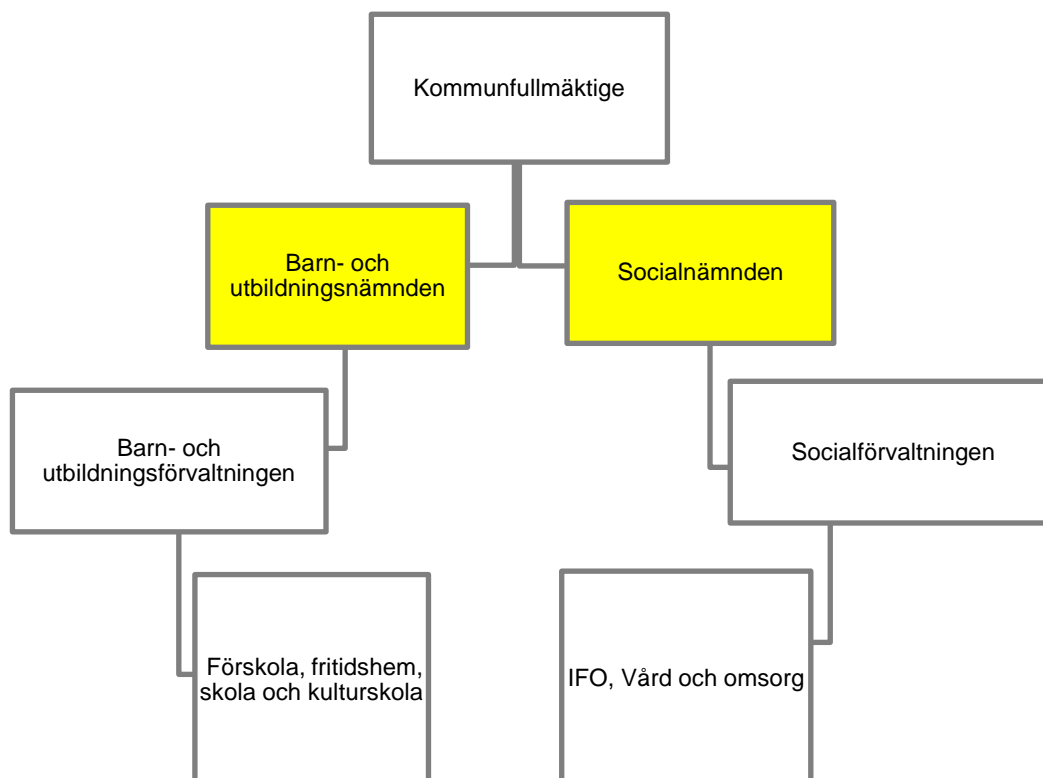 Kommunfullmäktige
Barn- och
utbildningsnämnden
Socialnämnden
Barn- och
utbildningsförvaltningen
Socialförvaltningen
Förskola, fritidshem,
skola och kulturskola
IFO, Vård och omsorg